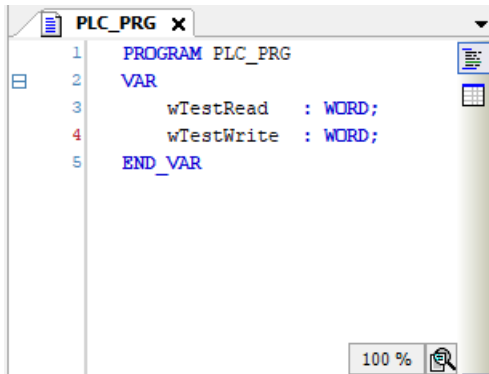 PLC_PRG X
1 PROGRAM PLC_PRG
2 VAR
3 wTestRead : WORD;
4 wTestWrite : WORD;
5 END_VAR
100 %